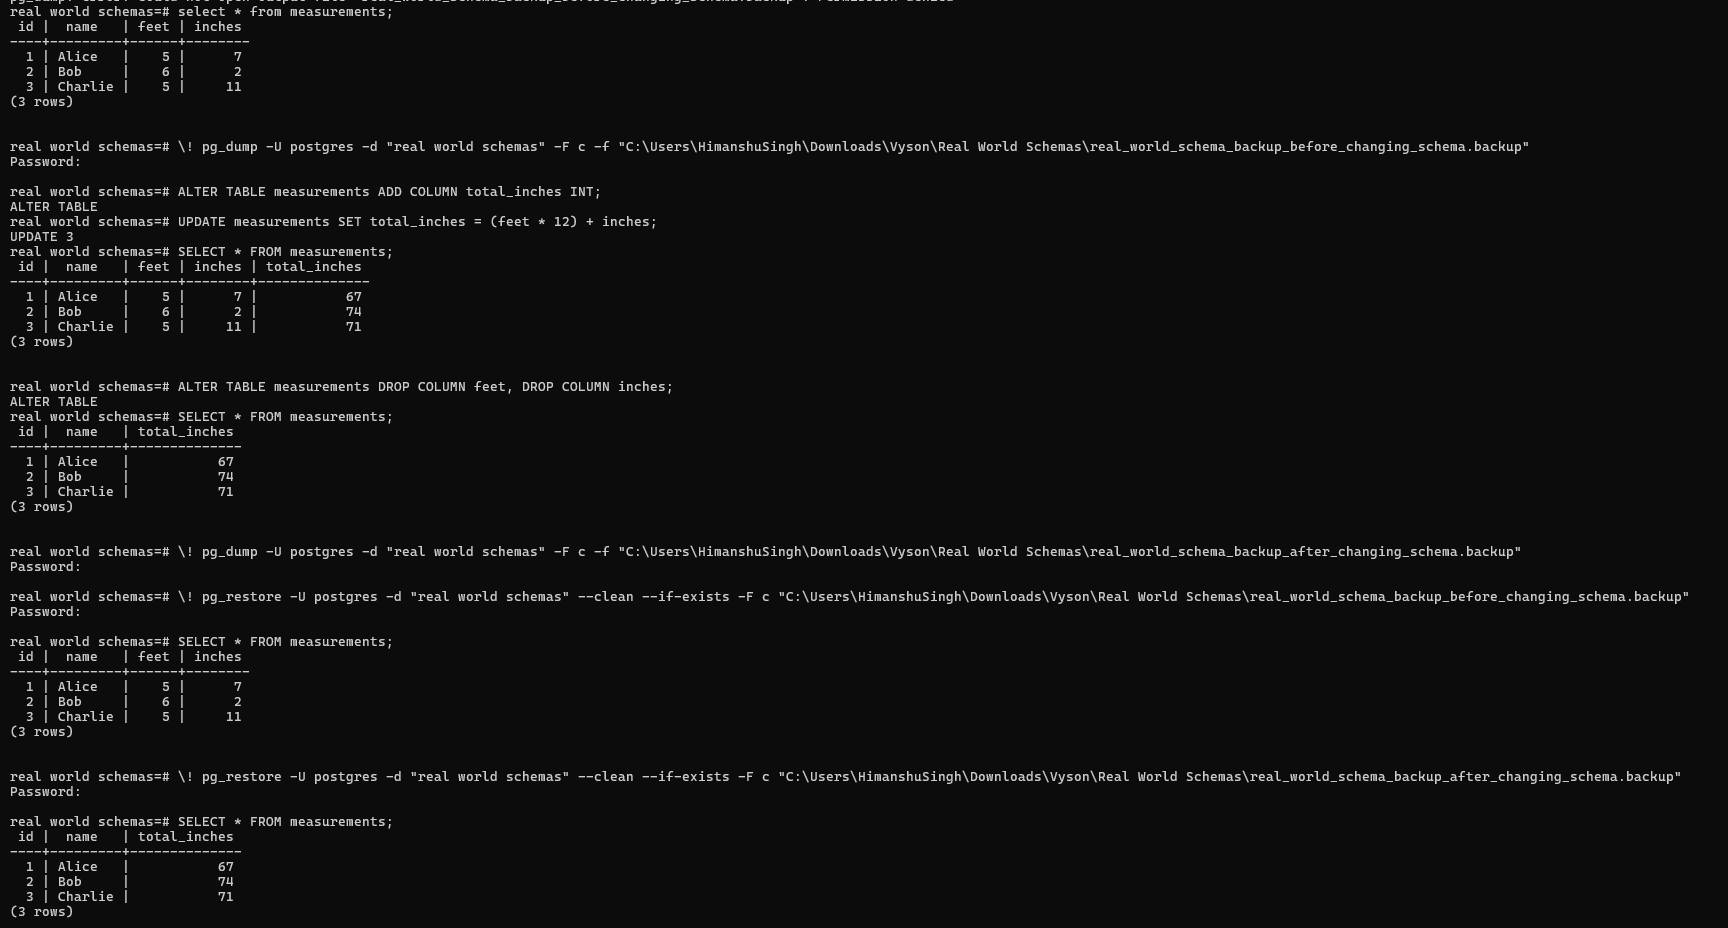 real world schemas=# select * from measurements;
 id |  name   | feet | inches
----+---------+------+--------
  1 | Alice   |    5 |      7
  2 | Bob     |    6 |      2
  3 | Charlie |    5 |     11
(3 rows)
real world schemas=# \! pg_dump -U postgres -d "real world schemas" -F c -f "C:\Users\HimanshuSingh\Downloads\Vyson\Real World Schemas\real_world_schema_backup_before_changing_schema.backup"
Password:
real world schemas=# ALTER TABLE measurements ADD COLUMN total_inches INT;
ALTER TABLE
real world schemas=# UPDATE measurements SET total_inches = (feet * 12) + inches;
UPDATE 3
real world schemas=# SELECT * FROM measurements;
 id |  name   | feet | inches | total_inches
----+---------+------+--------+--------------
  1 | Alice   |    5 |      7 |           67
  2 | Bob     |    6 |      2 |           74
  3 | Charlie |    5 |     11 |           71
(3 rows)
real world schemas=# ALTER TABLE measurements DROP COLUMN feet, DROP COLUMN inches;
ALTER TABLE
real world schemas=# SELECT * FROM measurements;
 id |  name   | total_inches
----+---------+--------------
  1 | Alice   |           67
  2 | Bob     |           74
  3 | Charlie |           71
(3 rows)
real world schemas=# \! pg_dump -U postgres -d "real world schemas" -F c -f "C:\Users\HimanshuSingh\Downloads\Vyson\Real World Schemas\real_world_schema_backup_after_changing_schema.backup"
Password:
real world schemas=# \! pg_restore -U postgres -d "real world schemas" --clean --if-exists -F c "C:\Users\HimanshuSingh\Downloads\Vyson\Real World Schemas\real_world_schema_backup_before_changing_schema.backup"
Password:
real world schemas=# SELECT * FROM measurements;
 id |  name   | feet | inches
----+---------+------+--------
  1 | Alice   |    5 |      7
  2 | Bob     |    6 |      2
  3 | Charlie |    5 |     11
(3 rows)
real world schemas=# \! pg_restore -U postgres -d "real world schemas" --clean --if-exists -F c "C:\Users\HimanshuSingh\Downloads\Vyson\Real World Schemas\real_world_schema_backup_after_changing_schema.backup"
Password:
real world schemas=# SELECT * FROM measurements;
 id |  name   | total_inches
----+---------+--------------
  1 | Alice   |           67
  2 | Bob     |           74
  3 | Charlie |           71
(3 rows)